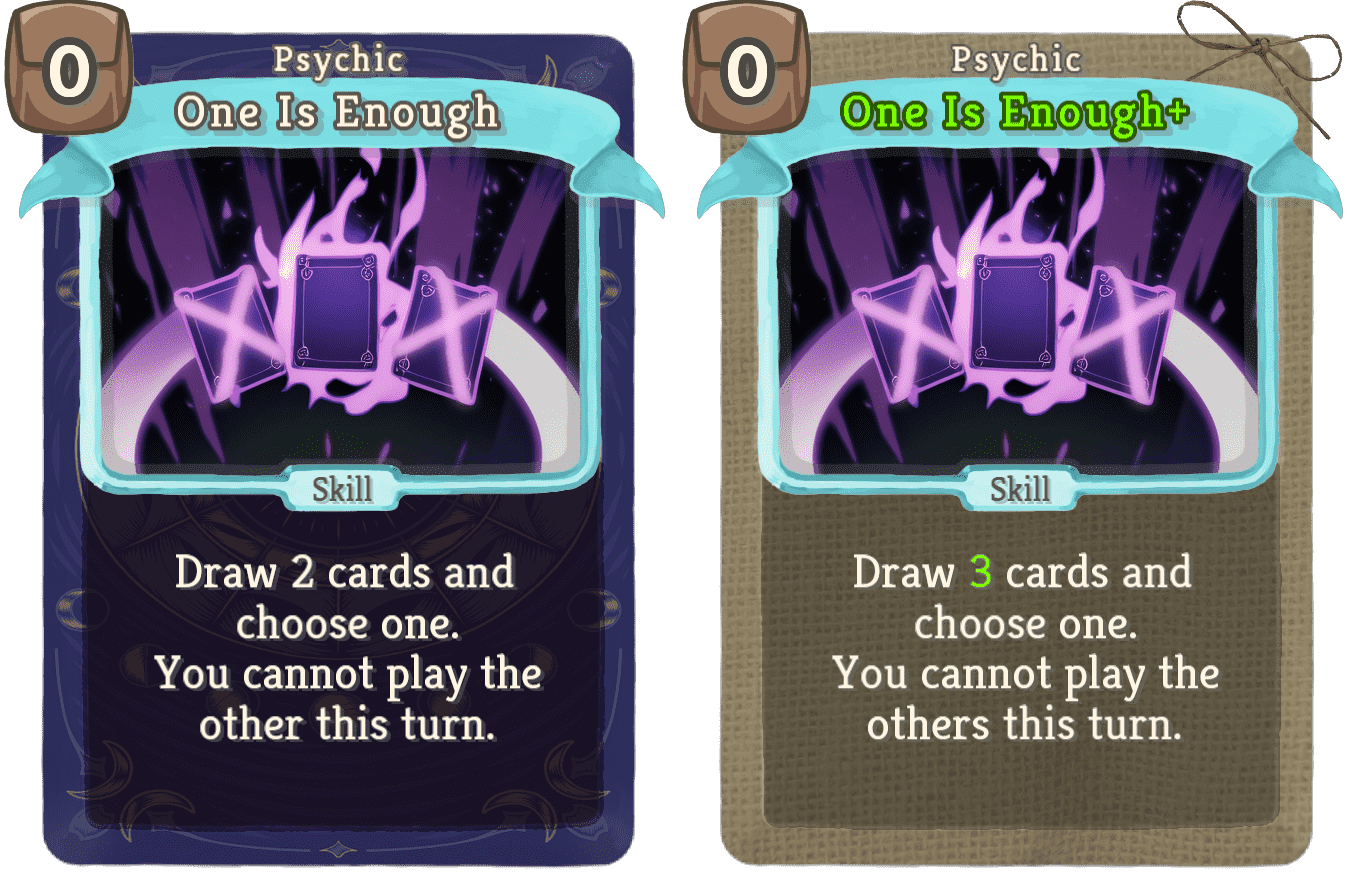 0
Psychic
One Is Enough
Skill
Draw 2 cards and
choose one.
You cannot play the
other this turn.
0
Psychic
One Is Enough+
Skill
Draw 3 cards and
choose one.
You cannot play the
others this turn.